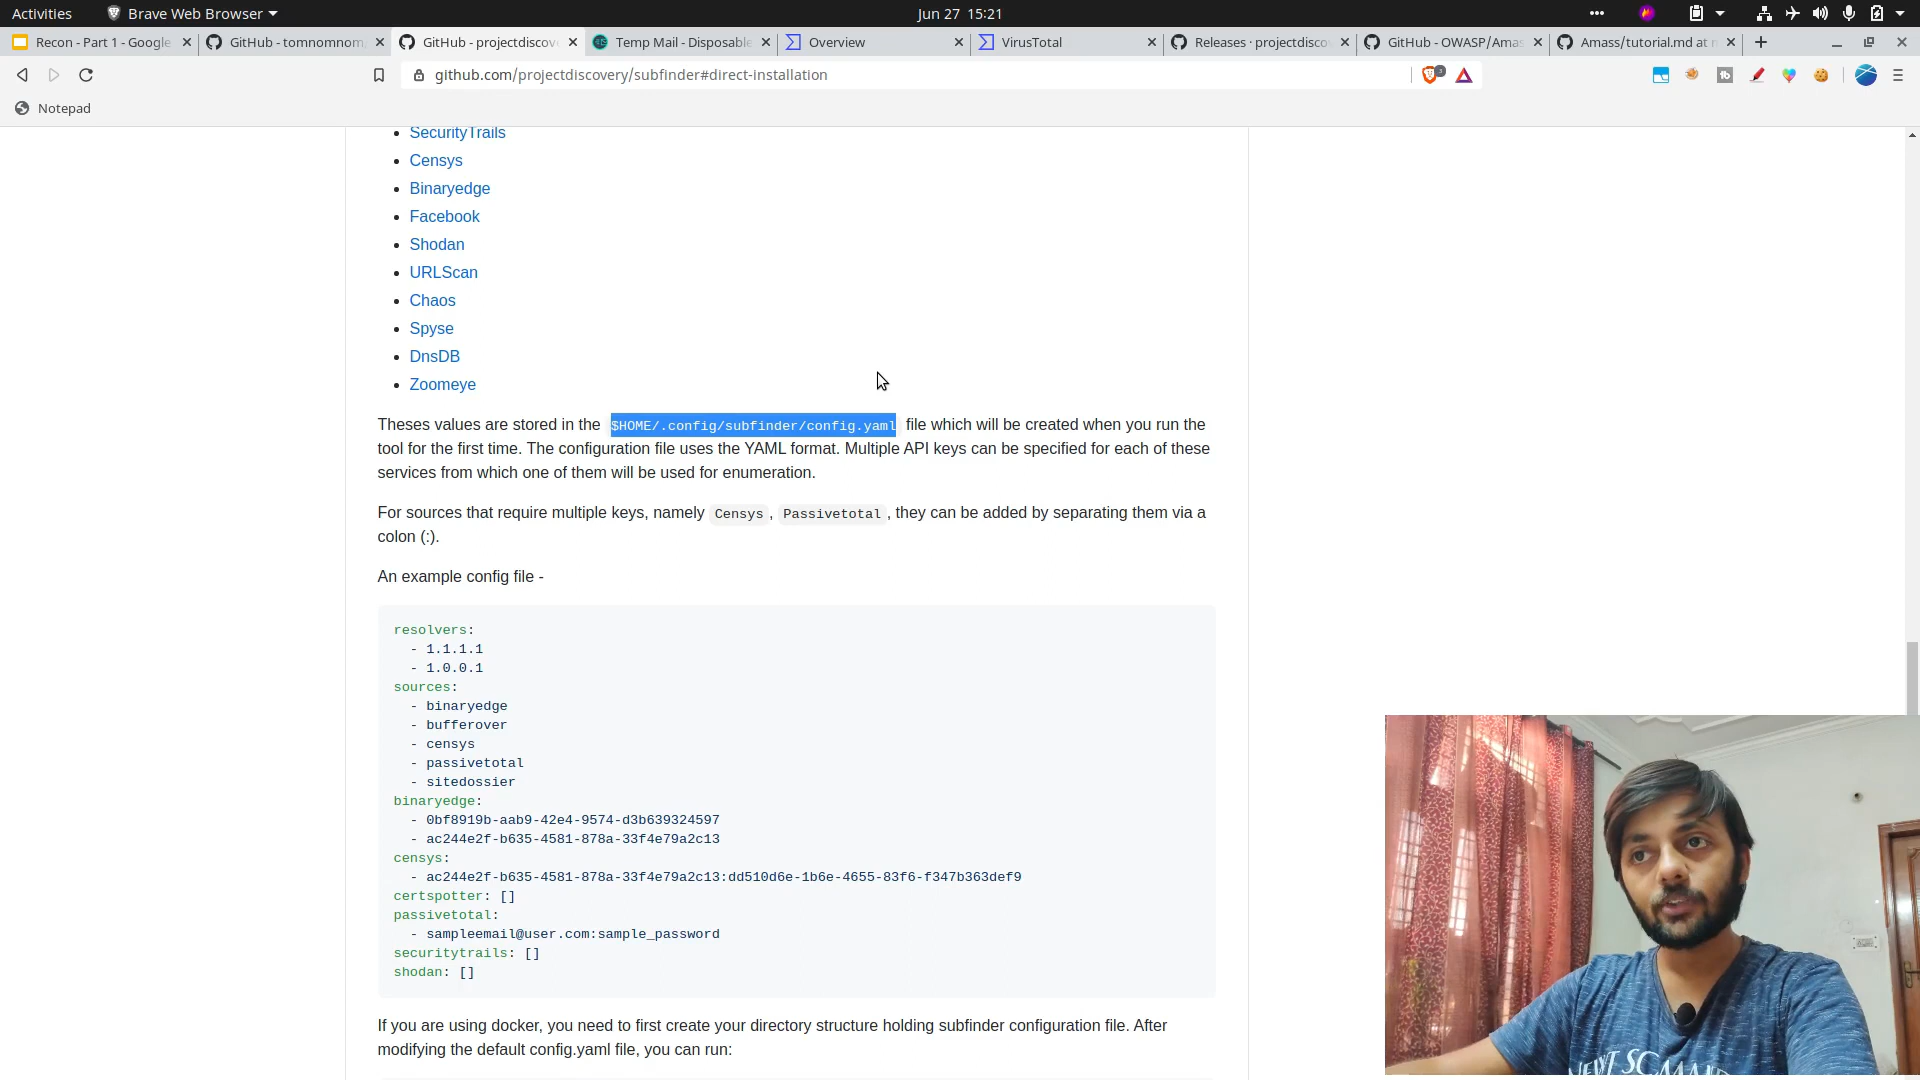 Activities Brave Web Browser Jun 27 15:21
Recon - Part 1 - Google GitHub - tomnomnom GitHub - projectdiscov Temp Mail - Disposable Overview VirusTotal Releases · projectdisco GitHub - OWASP/Amas Amass/tutorial.md at m
github.com/projectdiscovery/subfinder#direct-installation 3
Notepad
SecurityTrails
Censys
Binaryedge
Facebook
Shodan
URLScan
Chaos
Spyse
DnsDB
Zoomeye
Theses values are stored in the $HOME/.config/subfinder/config.yaml file which will be created when you run the
tool for the first time. The configuration file uses the YAML format. Multiple API keys can be specified for each of these
services from which one of them will be used for enumeration.
For sources that require multiple keys, namely Censys, Passivetotal, they can be added by separating them via a
colon (:).
An example config file -
resolvers:
- 1.1.1.1
- 1.0.0.1
sources:
- binaryedge
- bufferover
- censys
- passivetotal
- sitedossier
binaryedge:
- 0bf8919b-aab9-42e4-9574-d3b639324597
- ac244e2f-b635-4581-878a-33f4e79a2c13
censys:
- ac244e2f-b635-4581-878a-33f4e79a2c13:dd510d6e-1b6e-4655-83f6-f347b363def9
certspotter: []
passivetotal:
- sampleemail@user.com:sample_password
securitytrails: []
shodan: []
If you are using docker, you need to first create your directory structure holding subfinder configuration file. After
modifying the default config.yaml file, you can run: